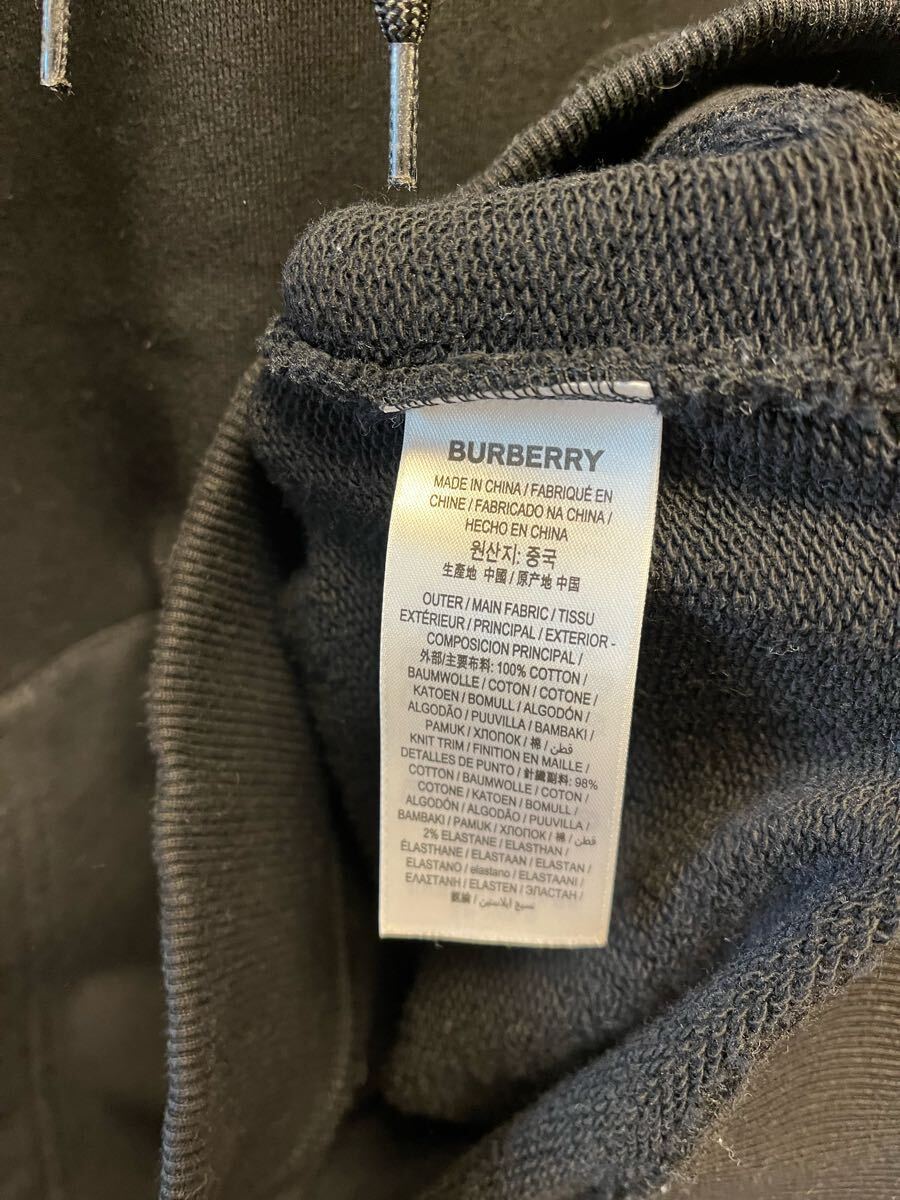 BURBERRY
MADE IN CHINA / FABRIQUÉ EN
CHINE / FABRICADO NA CHINA /
HECHO EN CHINA
원산지: 중국
生產地 中國 / 原产地 中国
OUTER / MAIN FABRIC / TISSU
EXTÉRIEUR / PRINCIPAL / EXTERIOR -
COMPOSICION PRINCIPAL /
外部/主要布料: 100% COTTON /
BAUMWOLLE / COTON / COTONE /
KATOEN / BOMULL / ALGODÓN /
ALGODÃO / PUUVILLA / BAMBAKI /
PAMUK / ХЛОПОК / 棉 / قطن /
KNIT TRIM / FINITION EN MAILLE /
DETALLES DE PUNTO / 針織副料: 98%
COTTON / BAUMWOLLE / COTON /
COTONE / KATOEN / BOMULL /
ALGODÓN / ALGODÃO / PUUVILLA /
BAMBAKI / PAMUK / ХЛОПОК / 棉 / قطن /
2% ELASTANE / ELASTHAN /
ÉLASTHANE / ELASTAAN / ELASTAN /
ELASTANO / elastano / ELASTAANI /
ΕΛΑΣΤΑΝΗ / ELASTEN / ЭЛАСТАН /
/ نسيج ايلاستين